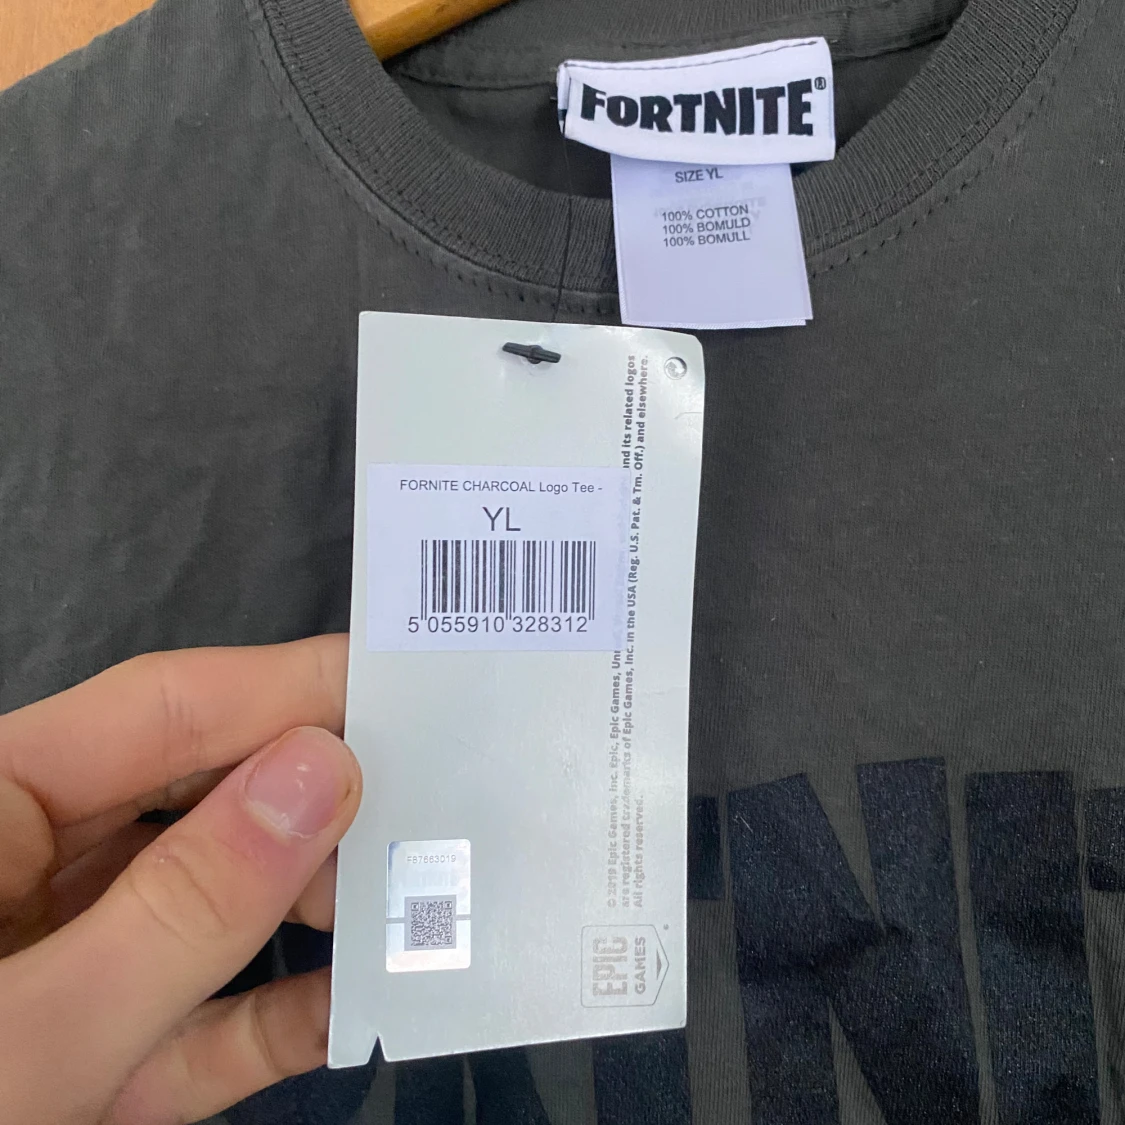 FORTNITE®
SIZE YL
100% COTTON
100% BOMULD
100% BOMULL
FORNITE CHARCOAL Logo Tee -
YL
5 055910 328312
nd its related logos
© 2019 Epic Games, Inc. Epic, Epic Games,
are registered trademarks of Epic Games, Inc. in the USA (Reg. U.S. Pat. & Tm. Off.) and elsewhere.
All rights reserved.
F87663019
EPIC
GAMES